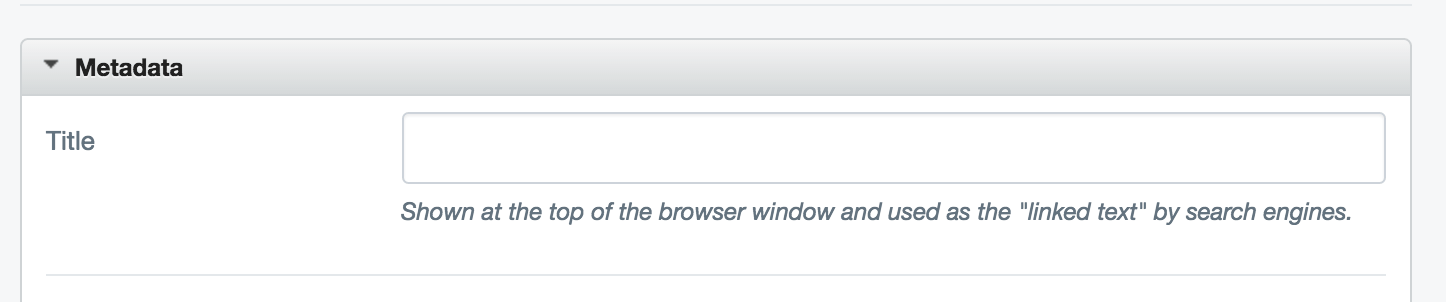 Metadata
Title
Shown at the top of the browser window and used as the "linked text" by search engines.